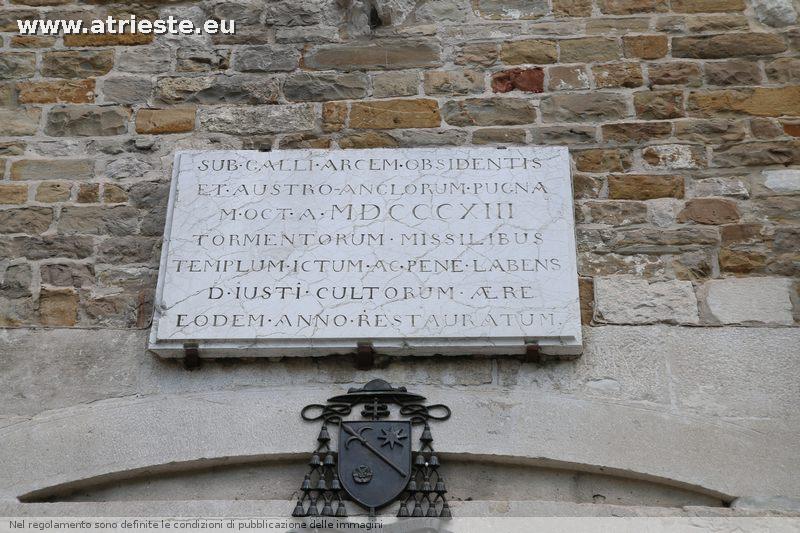 www.atrieste.eu
SUB·GALLI·ARCEM·OBSIDENTIS
ET·AUSTRO-ANGLORUM·PUGNA
M·OCT·A·MDCCCXIII
TORMENTORUM·MISSILIBUS
TEMPLUM·ICTUM·AC·PENE·LABENS
D·IUSTI·CULTORUM·ÆRE
EODEM·ANNO·RESTAURATUM
Nel regolamento sono definite le condizioni di pubblicazione delle immagini